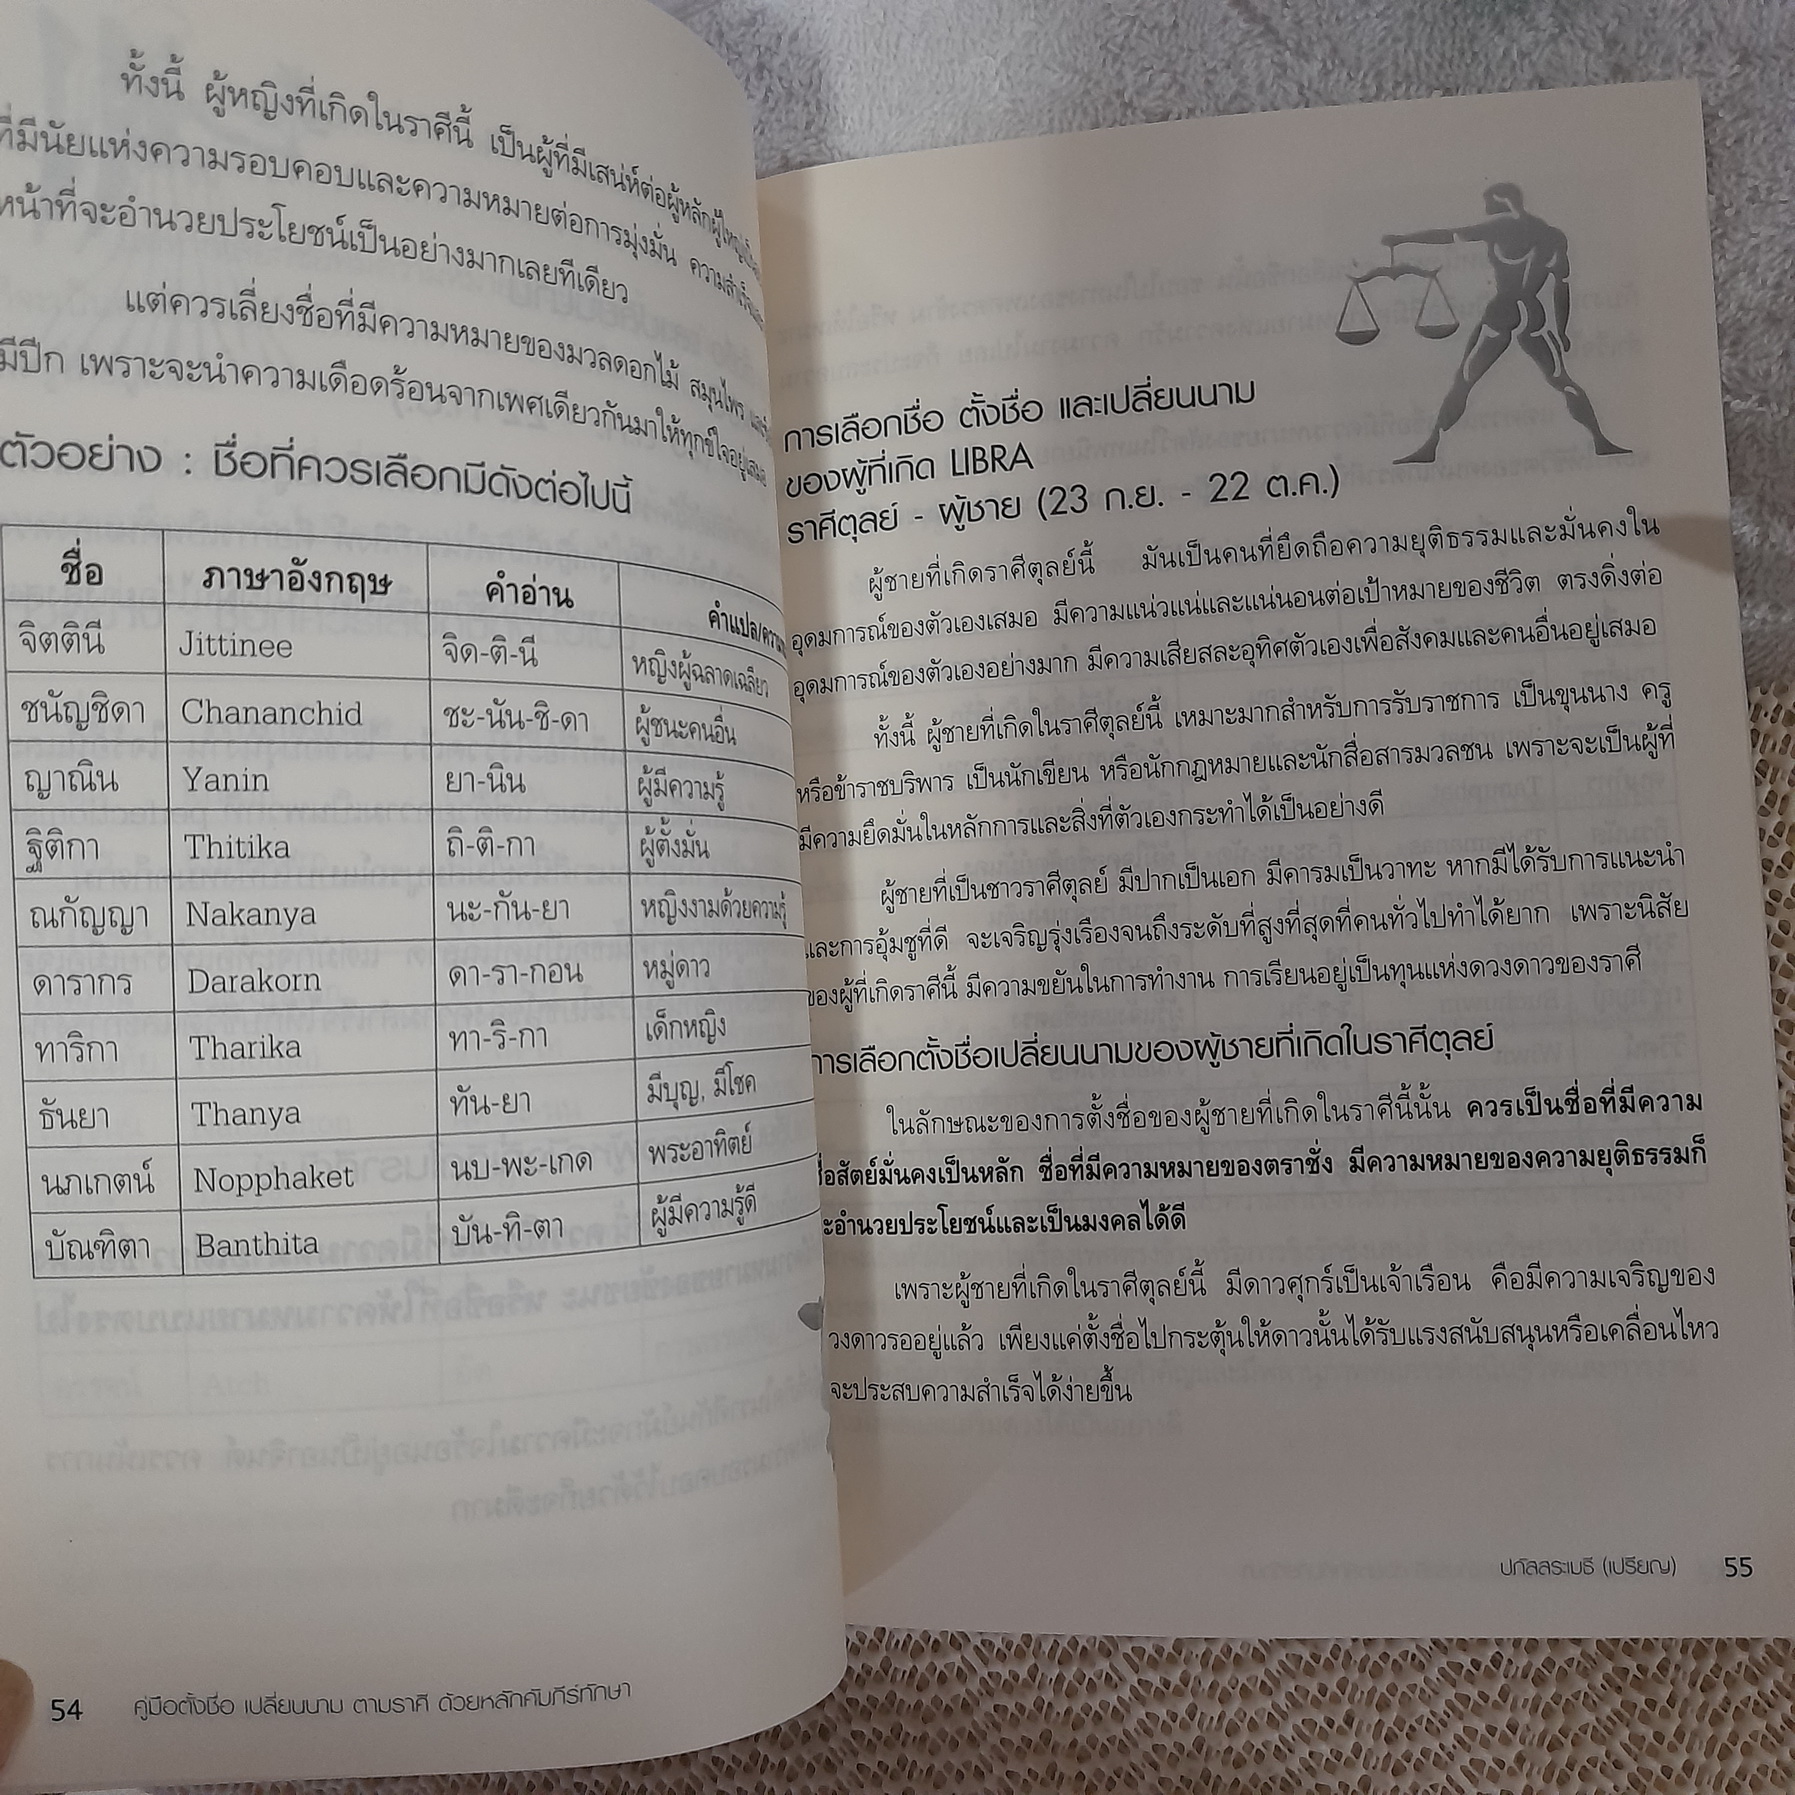 ทั้งนี้ ผู้หญิงที่เกิดในราศีนี้ เป็นผู้ที่มีเสน่ห์ต่อผู้หลักผู้ใหญ่
ที่มีนัยแห่งความรอบคอบและความหมายต่อการมุ่งมั่น ความสำเร็จ
หน้าที่จะอำนวยประโยชน์เป็นอย่างมากเลยทีเดียว
แต่ควรเลี่ยงชื่อที่มีความหมายของมวลดอกไม้ สมุนไพร
มีปีก เพราะจะนำความเดือดร้อนจากเพศเดียวกันมาให้ทุกข์ใจอยู่เสมอ
ตัวอย่าง : ชื่อที่ควรเลือกมีดังต่อไปนี้
ชื่อ ภาษาอังกฤษ คำอ่าน คำแปล/ความ
จิตตินี Jittinee จิด-ติ-นี หญิงผู้ฉลาดเฉลียว
ชนัญชิดา Chananchid ชะ-นัน-ชิ-ดา ผู้ชนะคนอื่น
ญาณิน Yanin ยา-นิน ผู้มีความรู้
ฐิติกา Thitika ถิ-ติ-กา ผู้ตั้งมั่น
ณกัญญา Nakanya นะ-กัน-ยา หญิงงามด้วยความรู้
ดารากร Darakorn ดา-รา-กอน หมู่ดาว
ทาริกา Tharika ทา-ริ-กา เด็กหญิง
ธันยา Thanya ทัน-ยา มีบุญ, มีโชค
นภเกตน์ Nopphaket นบ-พะ-เกด พระอาทิตย์
บัณฑิตา Banthita บัน-ทิ-ตา ผู้มีความรู้ดี
54 คู่มือตั้งชื่อ เปลี่ยนนาม ตามราศี ด้วยหลักคัมภีร์ทักษา
การเลือกชื่อ ตั้งชื่อ และเปลี่ยนนาม
ของผู้ที่เกิด LIBRA
ราศีตุลย์ - ผู้ชาย (23 ก.ย. - 22 ต.ค.)
ผู้ชายที่เกิดราศีตุลย์นี้ มันเป็นคนที่ยึดถือความยุติธรรมและมั่นคงใน
อุดมการณ์ของตัวเองเสมอ มีความแน่วแน่และแน่นอนต่อเป้าหมายของชีวิต ตรงดิ่งต่อ
อุดมการณ์ของตัวเองอย่างมาก มีความเสียสละอุทิศตัวเองเพื่อสังคมและคนอื่นอยู่เสมอ
ทั้งนี้ ผู้ชายที่เกิดในราศีตุลย์นี้ เหมาะมากสำหรับการรับราชการ เป็นขุนนาง ครู
หรือข้าราชบริพาร เป็นนักเขียน หรือนักกฎหมายและนักสื่อสารมวลชน เพราะจะเป็นผู้ที่
มีความยึดมั่นในหลักการและสิ่งที่ตัวเองกระทำได้เป็นอย่างดี
ผู้ชายที่เป็นชาวราศีตุลย์ มีปากเป็นเอก มีคารมเป็นวาทะ หากมีได้รับการแนะนำ
และการอุ้มชูที่ดี จะเจริญรุ่งเรืองจนถึงระดับที่สูงที่สุดที่คนทั่วไปทำได้ยาก เพราะนิสัย
ของผู้ที่เกิดราศีนี้ มีความขยันในการทำงาน การเรียนอยู่เป็นทุนแห่งดวงดาวของราศี
การเลือกตั้งชื่อเปลี่ยนนามของผู้ชายที่เกิดในราศีตุลย์
ในลักษณะของการตั้งชื่อของผู้ชายที่เกิดในราศีนี้นั้น ควรเป็นชื่อที่มีความ
ซื่อสัตย์มั่นคงเป็นหลัก ชื่อที่มีความหมายของตราชั่ง มีความหมายของความยุติธรรมก็
จะอำนวยประโยชน์และเป็นมงคลได้ดี
เพราะผู้ชายที่เกิดในราศีตุลย์นี้ มีดาวศุกร์เป็นเจ้าเรือน คือมีความเจริญของ
วงดาวรออยู่แล้ว เพียงแค่ตั้งชื่อไปกระตุ้นให้ดาวนั้นได้รับแรงสนับสนุนหรือเคลื่อนไหว
จะประสบความสำเร็จได้ง่ายขึ้น
ปภัสสระเมธี (เปรียญ) 55